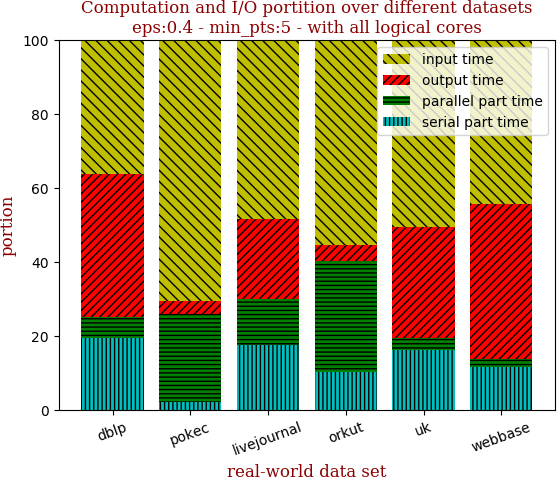 Computation and I/O portition over different datasets
eps:0.4 - min_pts:5 - with all logical cores
100
80
60
40
20
0
portion
input time
output time
parallel part time
serial part time
dblp
pokec
livejournal
orkut
uk
webbase
real-world data set